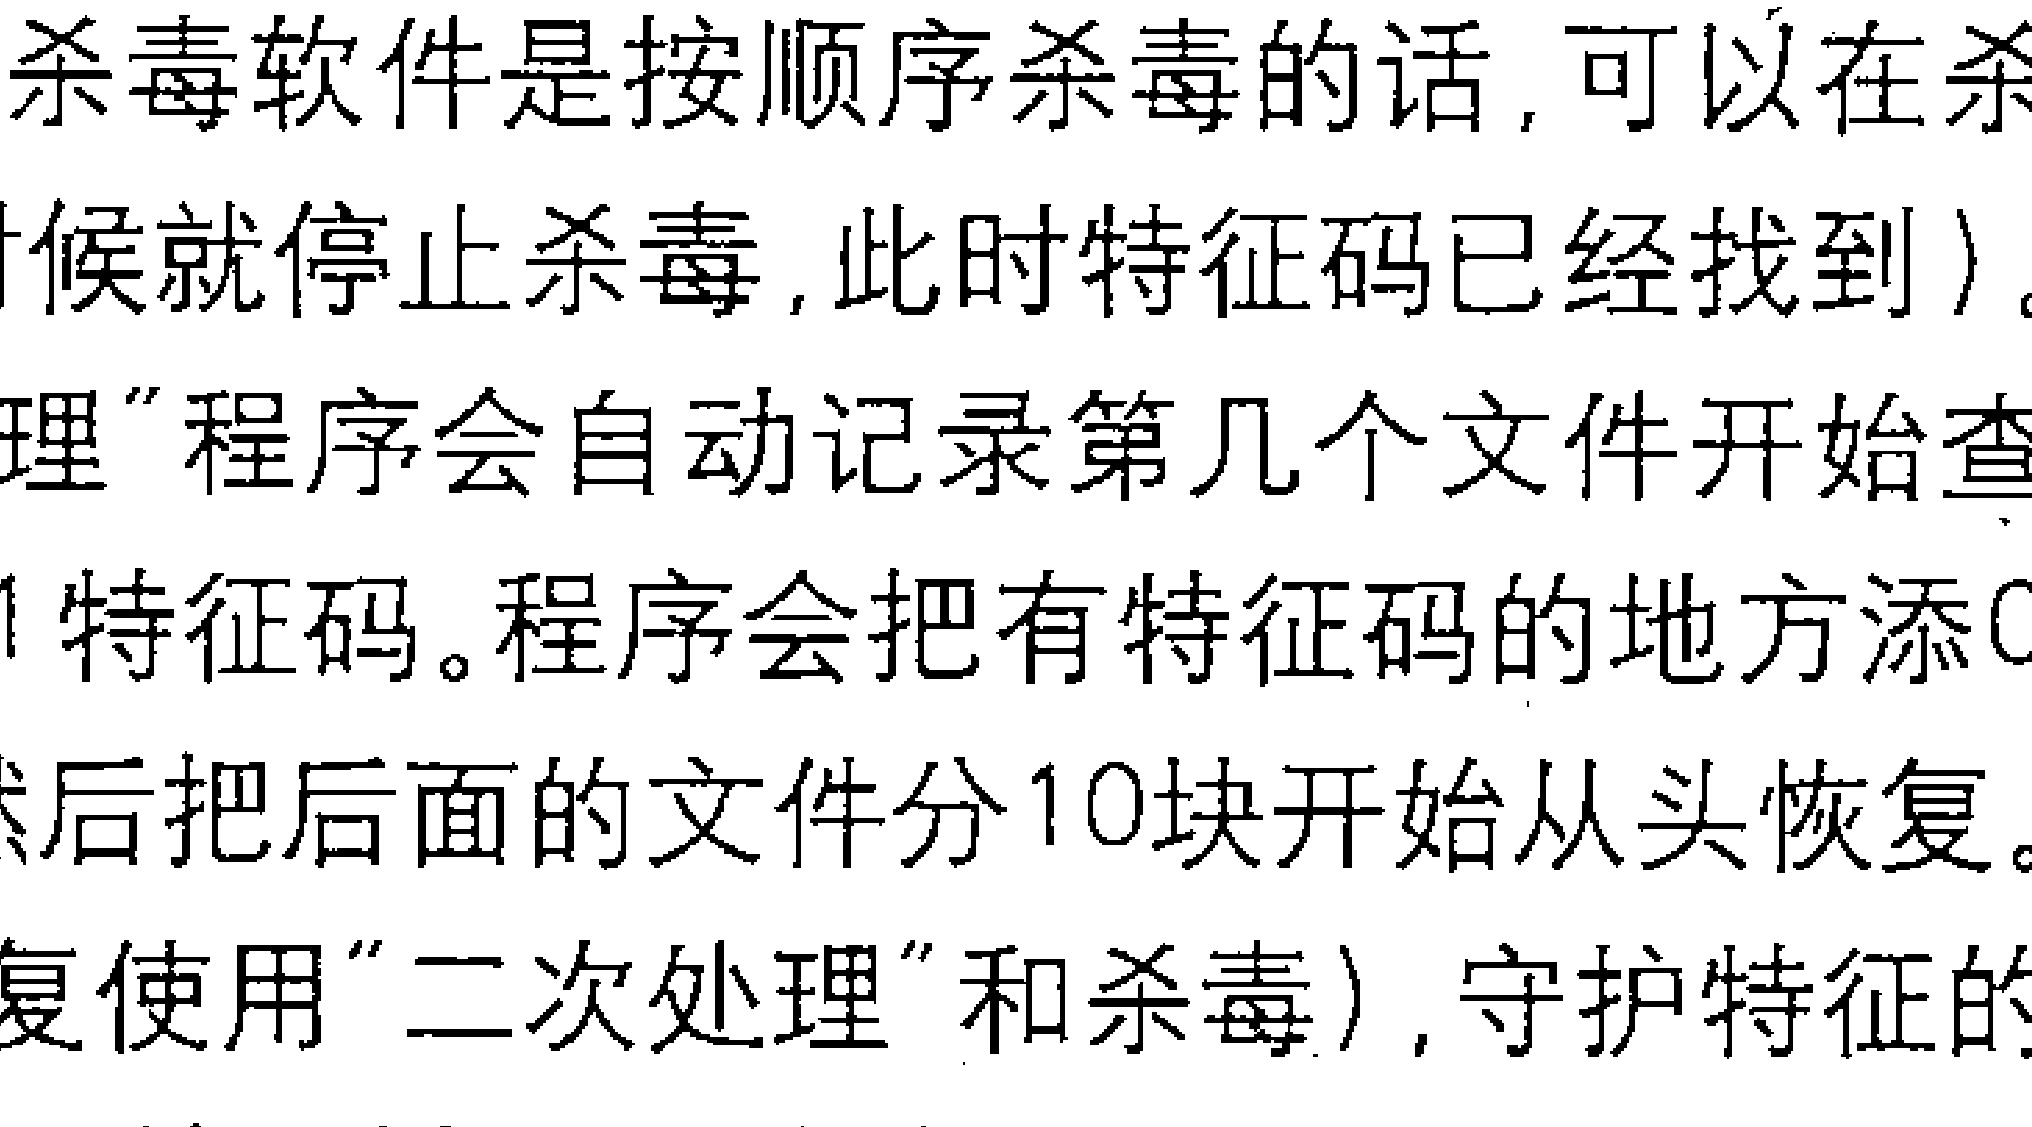 杀毒软件是按顺序杀毒的话,可以在杀
时候就停止杀毒,此时特征码已经找到)。
理"程序会自动记录第几个文件开始查
1特征码。程序会把有特征码的地方添0
然后把后面的文件分10块开始从头恢复。
复使用"二次处理"和杀毒),守护特征的